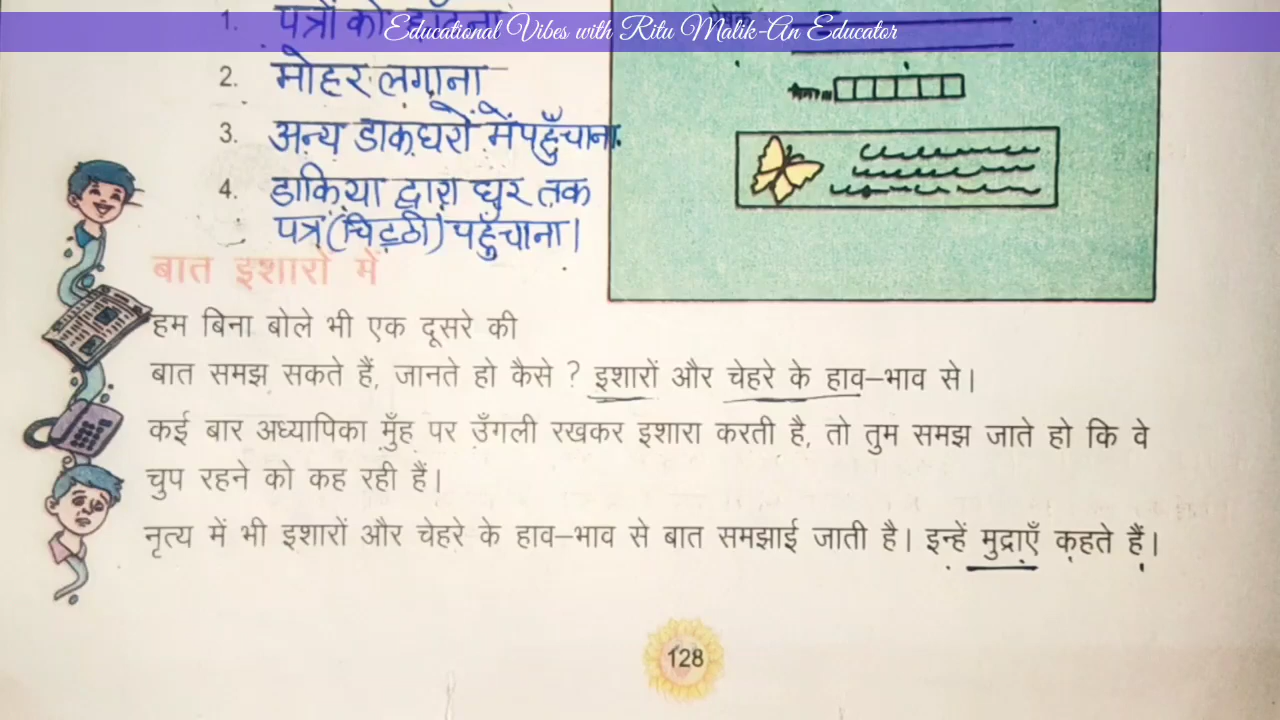 Educational Vibes with Ritu Malik-An Educator
1. पत्रों को छाँटना
2. मोहर लगाना
3. अन्य डाकघरों में पहुँचाना।
4. डाकिया द्वारा घर तक
पत्र (चिट्ठी) पहुँचाना।
बात इशारों में
हम बिना बोले भी एक दूसरे की
बात समझ सकते हैं, जानते हो कैसे ? इशारों और चेहरे के हाव–भाव से।
कई बार अध्यापिका मुँह पर उँगली रखकर इशारा करती है, तो तुम समझ जाते हो कि वे
चुप रहने को कह रही हैं।
नृत्य में भी इशारों और चेहरे के हाव–भाव से बात समझाई जाती है। इन्हें मुद्राएँ कहते हैं।
128